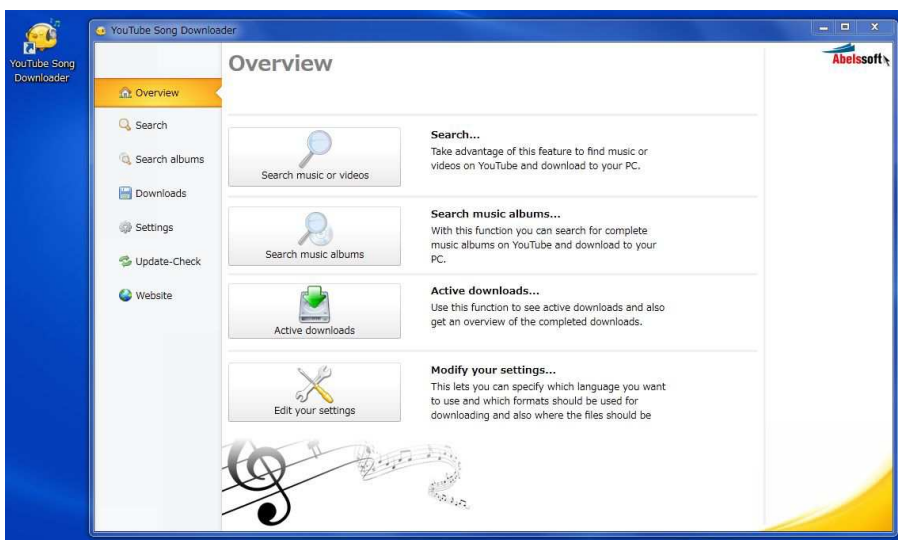 YouTube Song
Downloader
YouTube Song Downloader
Abelssoft
Overview
Search
Search albums
Downloads
Settings
Update-Check
Website
Overview
Search music or videos
Search...
Take advantage of this feature to find music or
videos on YouTube and download to your PC.
Search music albums
Search music albums...
With this function you can search for complete
music albums on YouTube and download to your
PC.
Active downloads
Active downloads...
Use this function to see active downloads and also
get an overview of the completed downloads.
Edit your settings
Modify your settings...
This lets you can specify which language you want
to use and which formats should be used for
downloading and also where the files should be